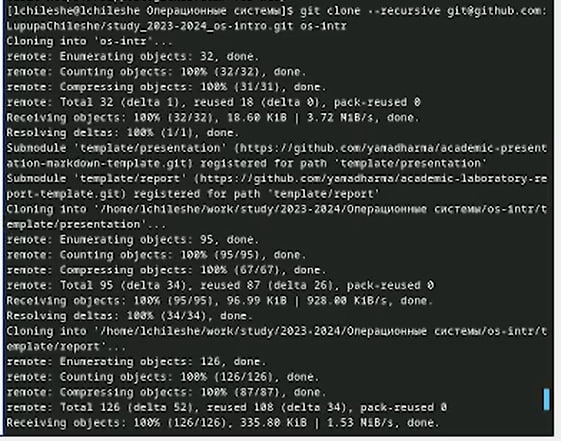 [lchileshe@lchileshe Операционные системы]$ git clone --recursive git@github.com:
LupupaChileshe/study_2023-2024_os-intro.git os-intr
Cloning into 'os-intr'...
remote: Enumerating objects: 32, done.
remote: Counting objects: 100% (32/32), done.
remote: Compressing objects: 100% (31/31), done.
remote: Total 32 (delta 1), reused 18 (delta 0), pack-reused 0
Receiving objects: 100% (32/32), 18.60 KiB | 3.72 MiB/s, done.
Resolving deltas: 100% (1/1), done.
Submodule 'template/presentation' (https://github.com/yamadharma/academic-present
ation-markdown-template.git) registered for path 'template/presentation'
Submodule 'template/report' (https://github.com/yamadharma/academic-laboratory-re
port-template.git) registered for path 'template/report'
Cloning into '/home/lchileshe/work/study/2023-2024/Операционные системы/os-intr/t
emplate/presentation'...
remote: Enumerating objects: 95, done.
remote: Counting objects: 100% (95/95), done.
remote: Compressing objects: 100% (67/67), done.
remote: Total 95 (delta 34), reused 87 (delta 26), pack-reused 0
Receiving objects: 100% (95/95), 96.99 KiB | 928.00 KiB/s, done.
Resolving deltas: 100% (34/34), done.
Cloning into '/home/lchileshe/work/study/2023-2024/Операционные системы/os-intr/t
emplate/report'...
remote: Enumerating objects: 126, done.
remote: Counting objects: 100% (126/126), done.
remote: Compressing objects: 100% (87/87), done.
remote: Total 126 (delta 52), reused 108 (delta 34), pack-reused 0
Receiving objects: 100% (126/126), 335.80 KiB | 1.53 MiB/s, done.